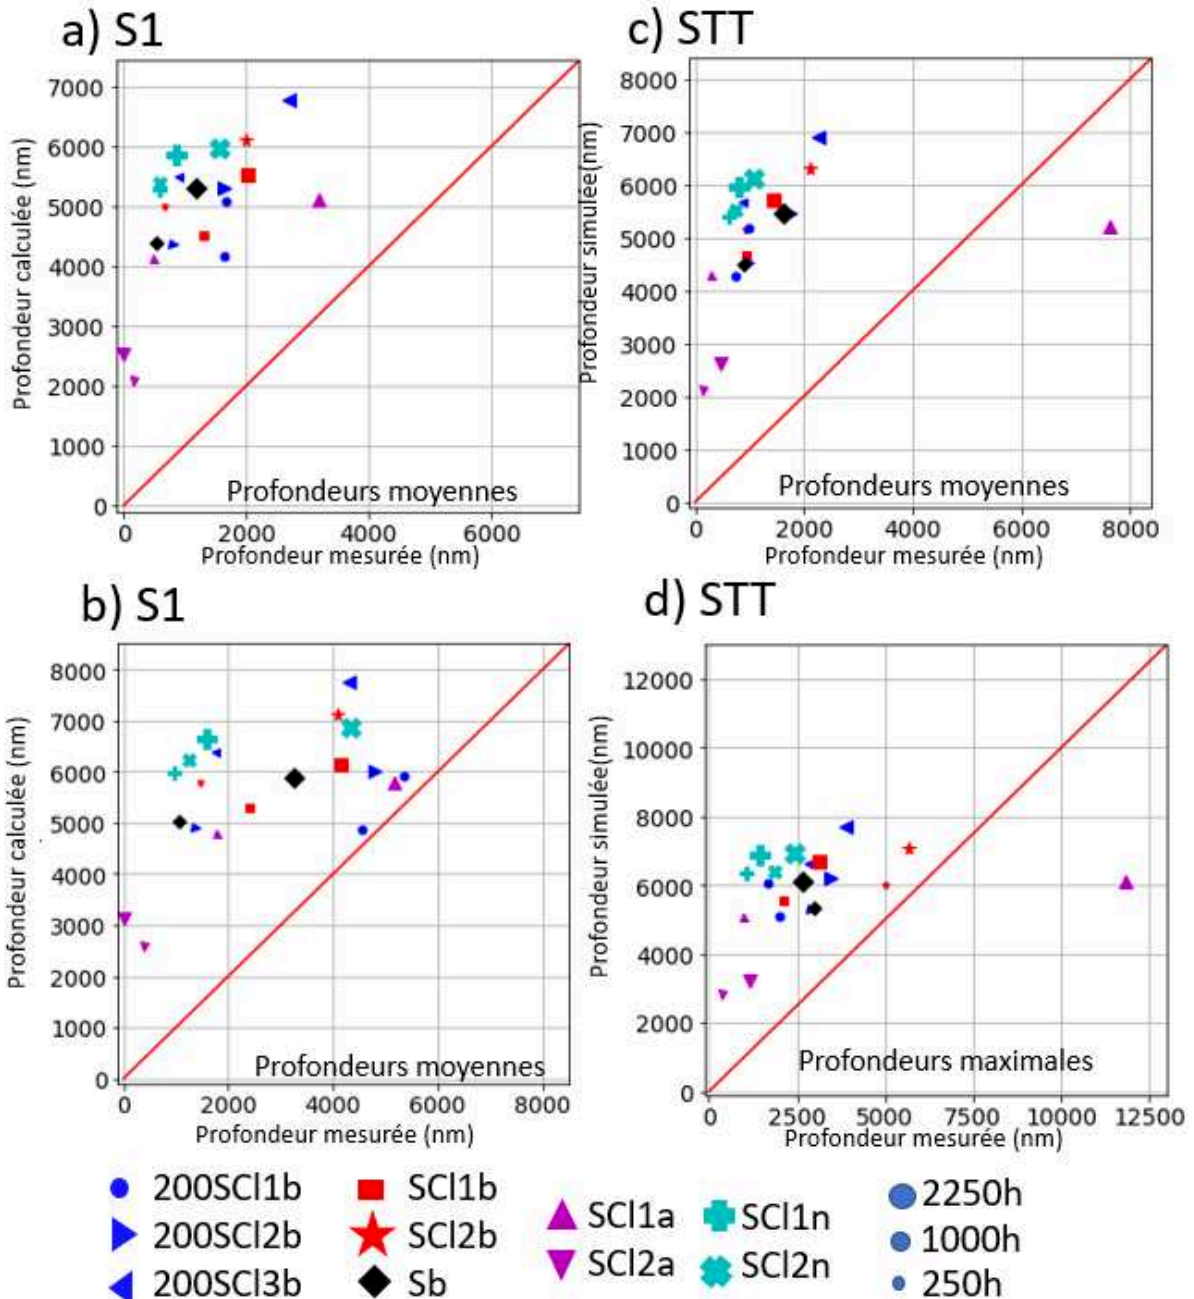 a) S1
7000
6000
5000
4000
3000
2000
1000
0
Profondeur calculée (nm)
Profondeurs moyennes
0 2000 4000 6000
Profondeur mesurée (nm)
c) STT
8000
7000
6000
5000
4000
3000
2000
1000
0
Profondeur simulée(nm)
Profondeurs moyennes
0 2000 4000 6000 8000
Profondeur mesurée (nm)
b) S1
8000
7000
6000
5000
4000
3000
2000
1000
0
Profondeur calculée (nm)
Profondeurs moyennes
0 2000 4000 6000 8000
Profondeur mesurée (nm)
d) STT
12000
10000
8000
6000
4000
2000
0
Profondeur simulée(nm)
Profondeurs maximales
0 2500 5000 7500 10000 12500
Profondeur mesurée (nm)
200SCl1b
200SCl2b
200SCl3b
SCl1b
SCl2b
Sb
SCl1a
SCl2a
SCl1n
SCl2n
2250h
1000h
250h